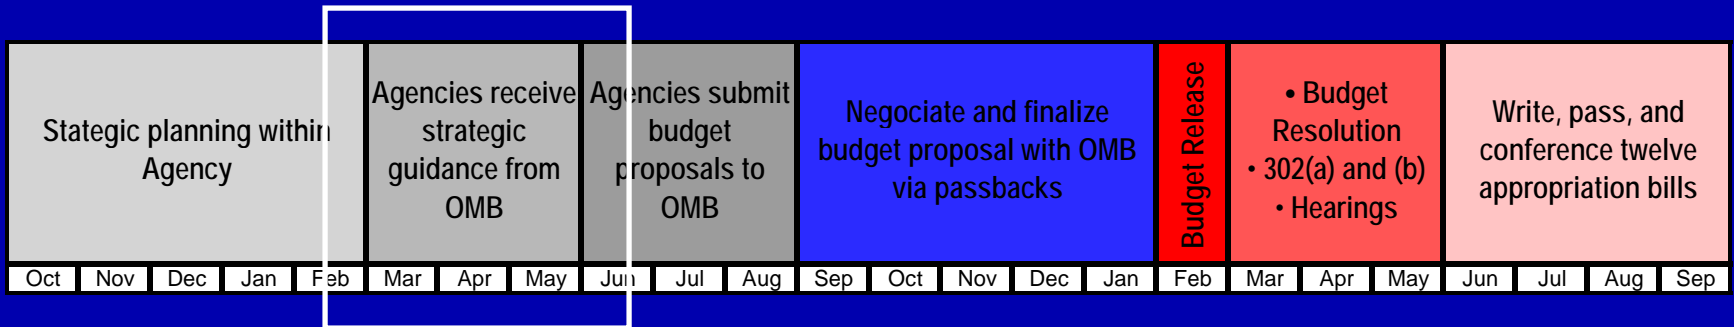 Stategic planning within
Agency
Agencies receive
strategic
guidance from
OMB
Agencies submit
budget
proposals to
OMB
Negociate and finalize
budget proposal with OMB
via passbacks
Budget Release
• Budget
Resolution
• 302(a) and (b)
• Hearings
Write, pass, and
conference twelve
appropriation bills
Oct Nov Dec Jan Feb Mar Apr May Jun Jul Aug Sep Oct Nov Dec Jan Feb Mar Apr May Jun Jul Aug Sep